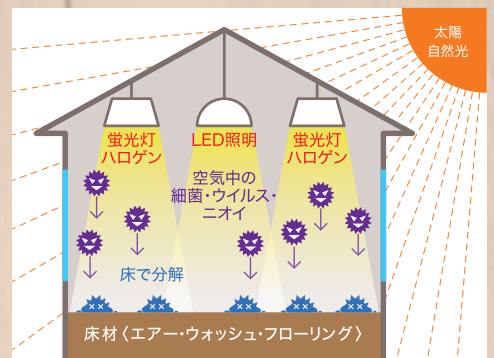 太陽
自然光
蛍光灯
ハロゲン
LED照明
蛍光灯
ハロゲン
空気中の
細菌・ウイルス・
ニオイ
床で分解
床材〈エアー・ウォッシュ・フローリング〉